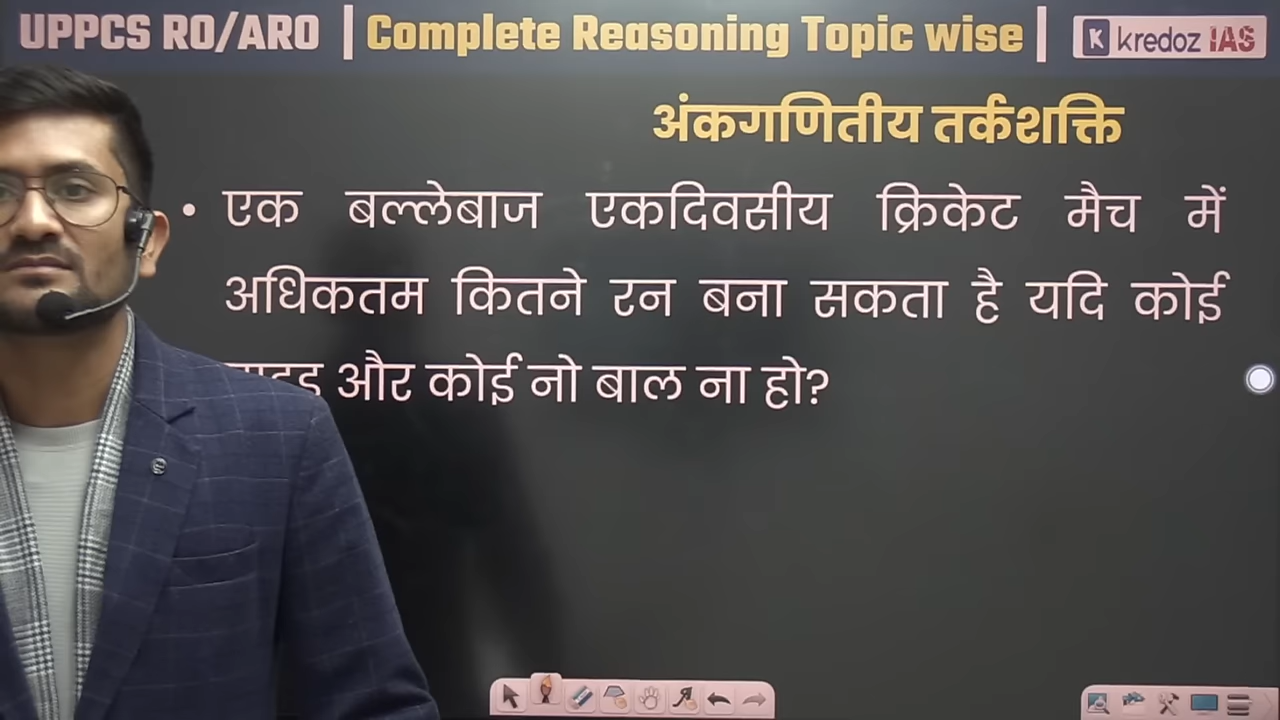 UPPCS RO/ARO | Complete Reasoning Topic wise |
K kredoz IAS
अंकगणितीय तर्कशक्ति
• एक बल्लेबाज एकदिवसीय क्रिकेट मैच में
अधिकतम कितने रन बना सकता है यदि कोई
और कोई नो बाल ना हो?